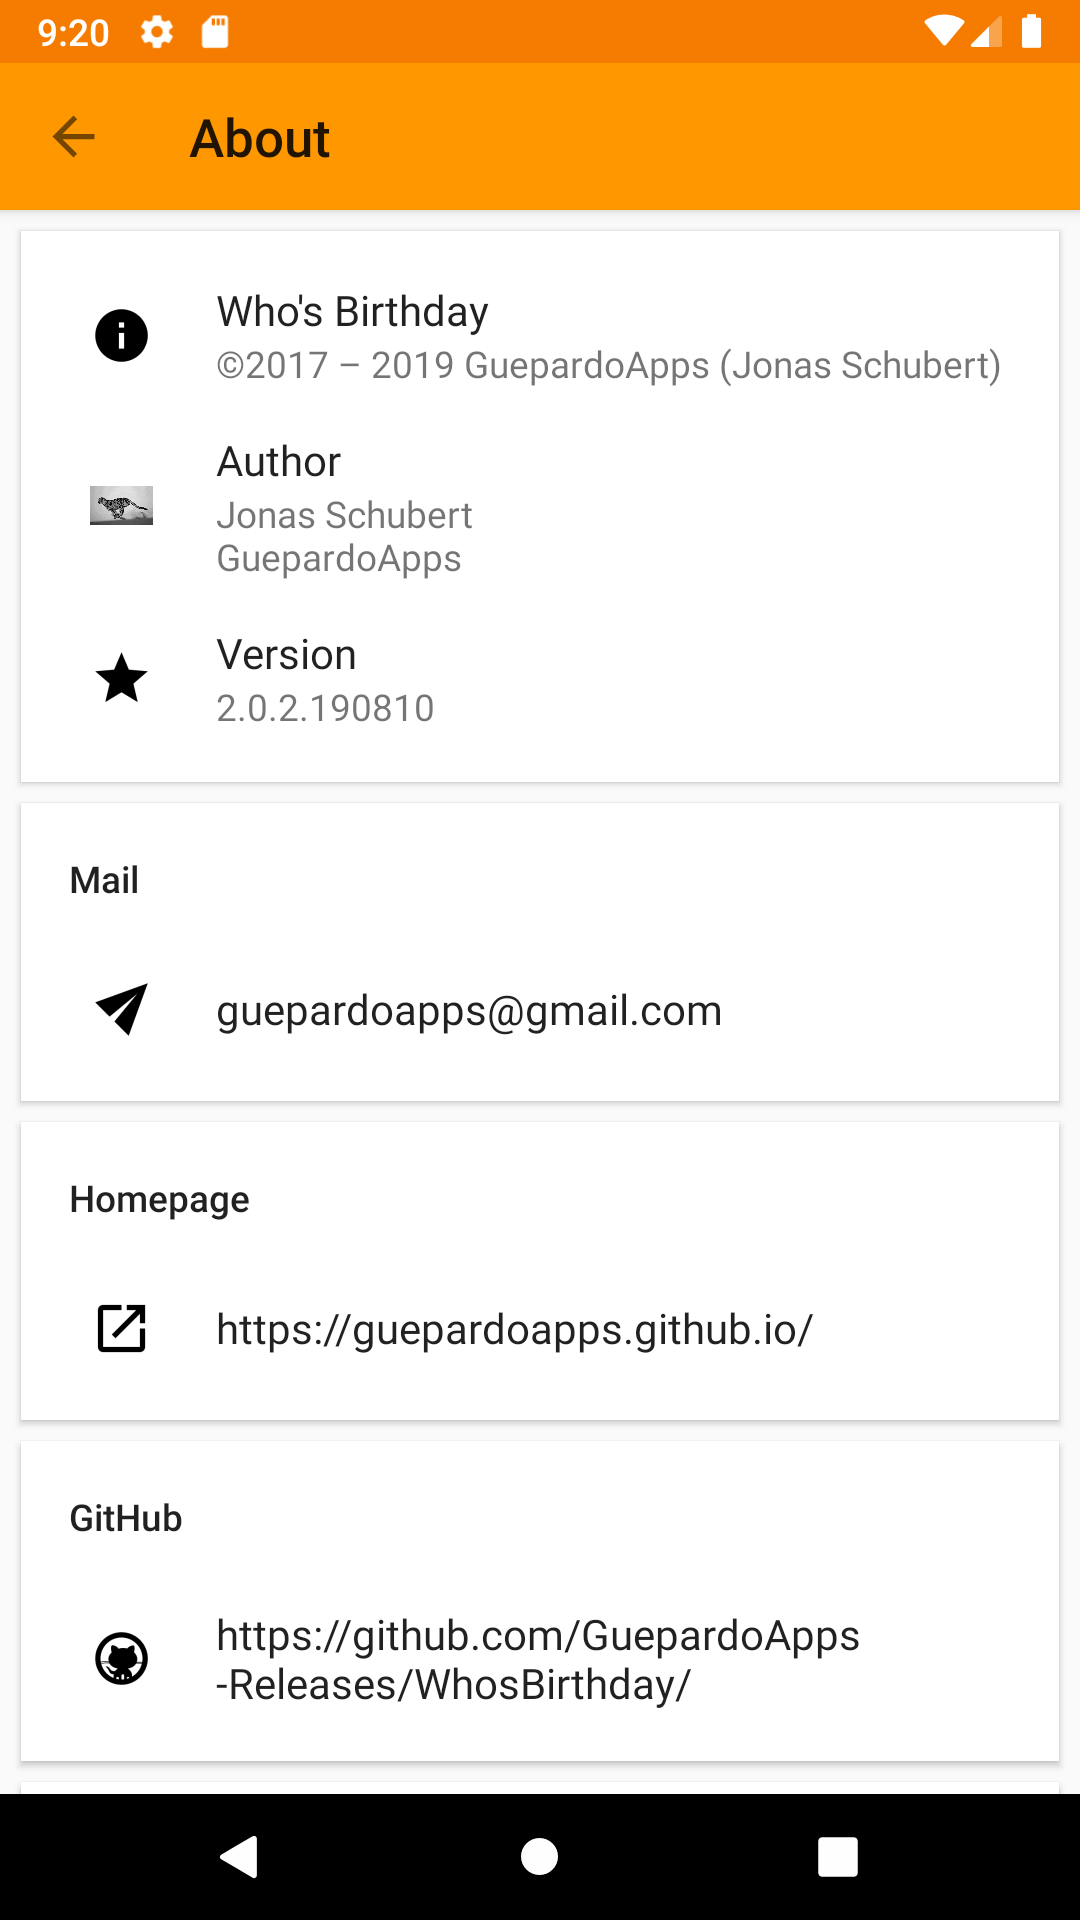 9:20
About
Who's Birthday
©2017 – 2019 GuepardoApps (Jonas Schubert)
Author
Jonas Schubert
GuepardoApps
Version
2.0.2.190810
Mail
guepardoapps@gmail.com
Homepage
https://guepardoapps.github.io/
GitHub
https://github.com/GuepardoApps
-Releases/WhosBirthday/